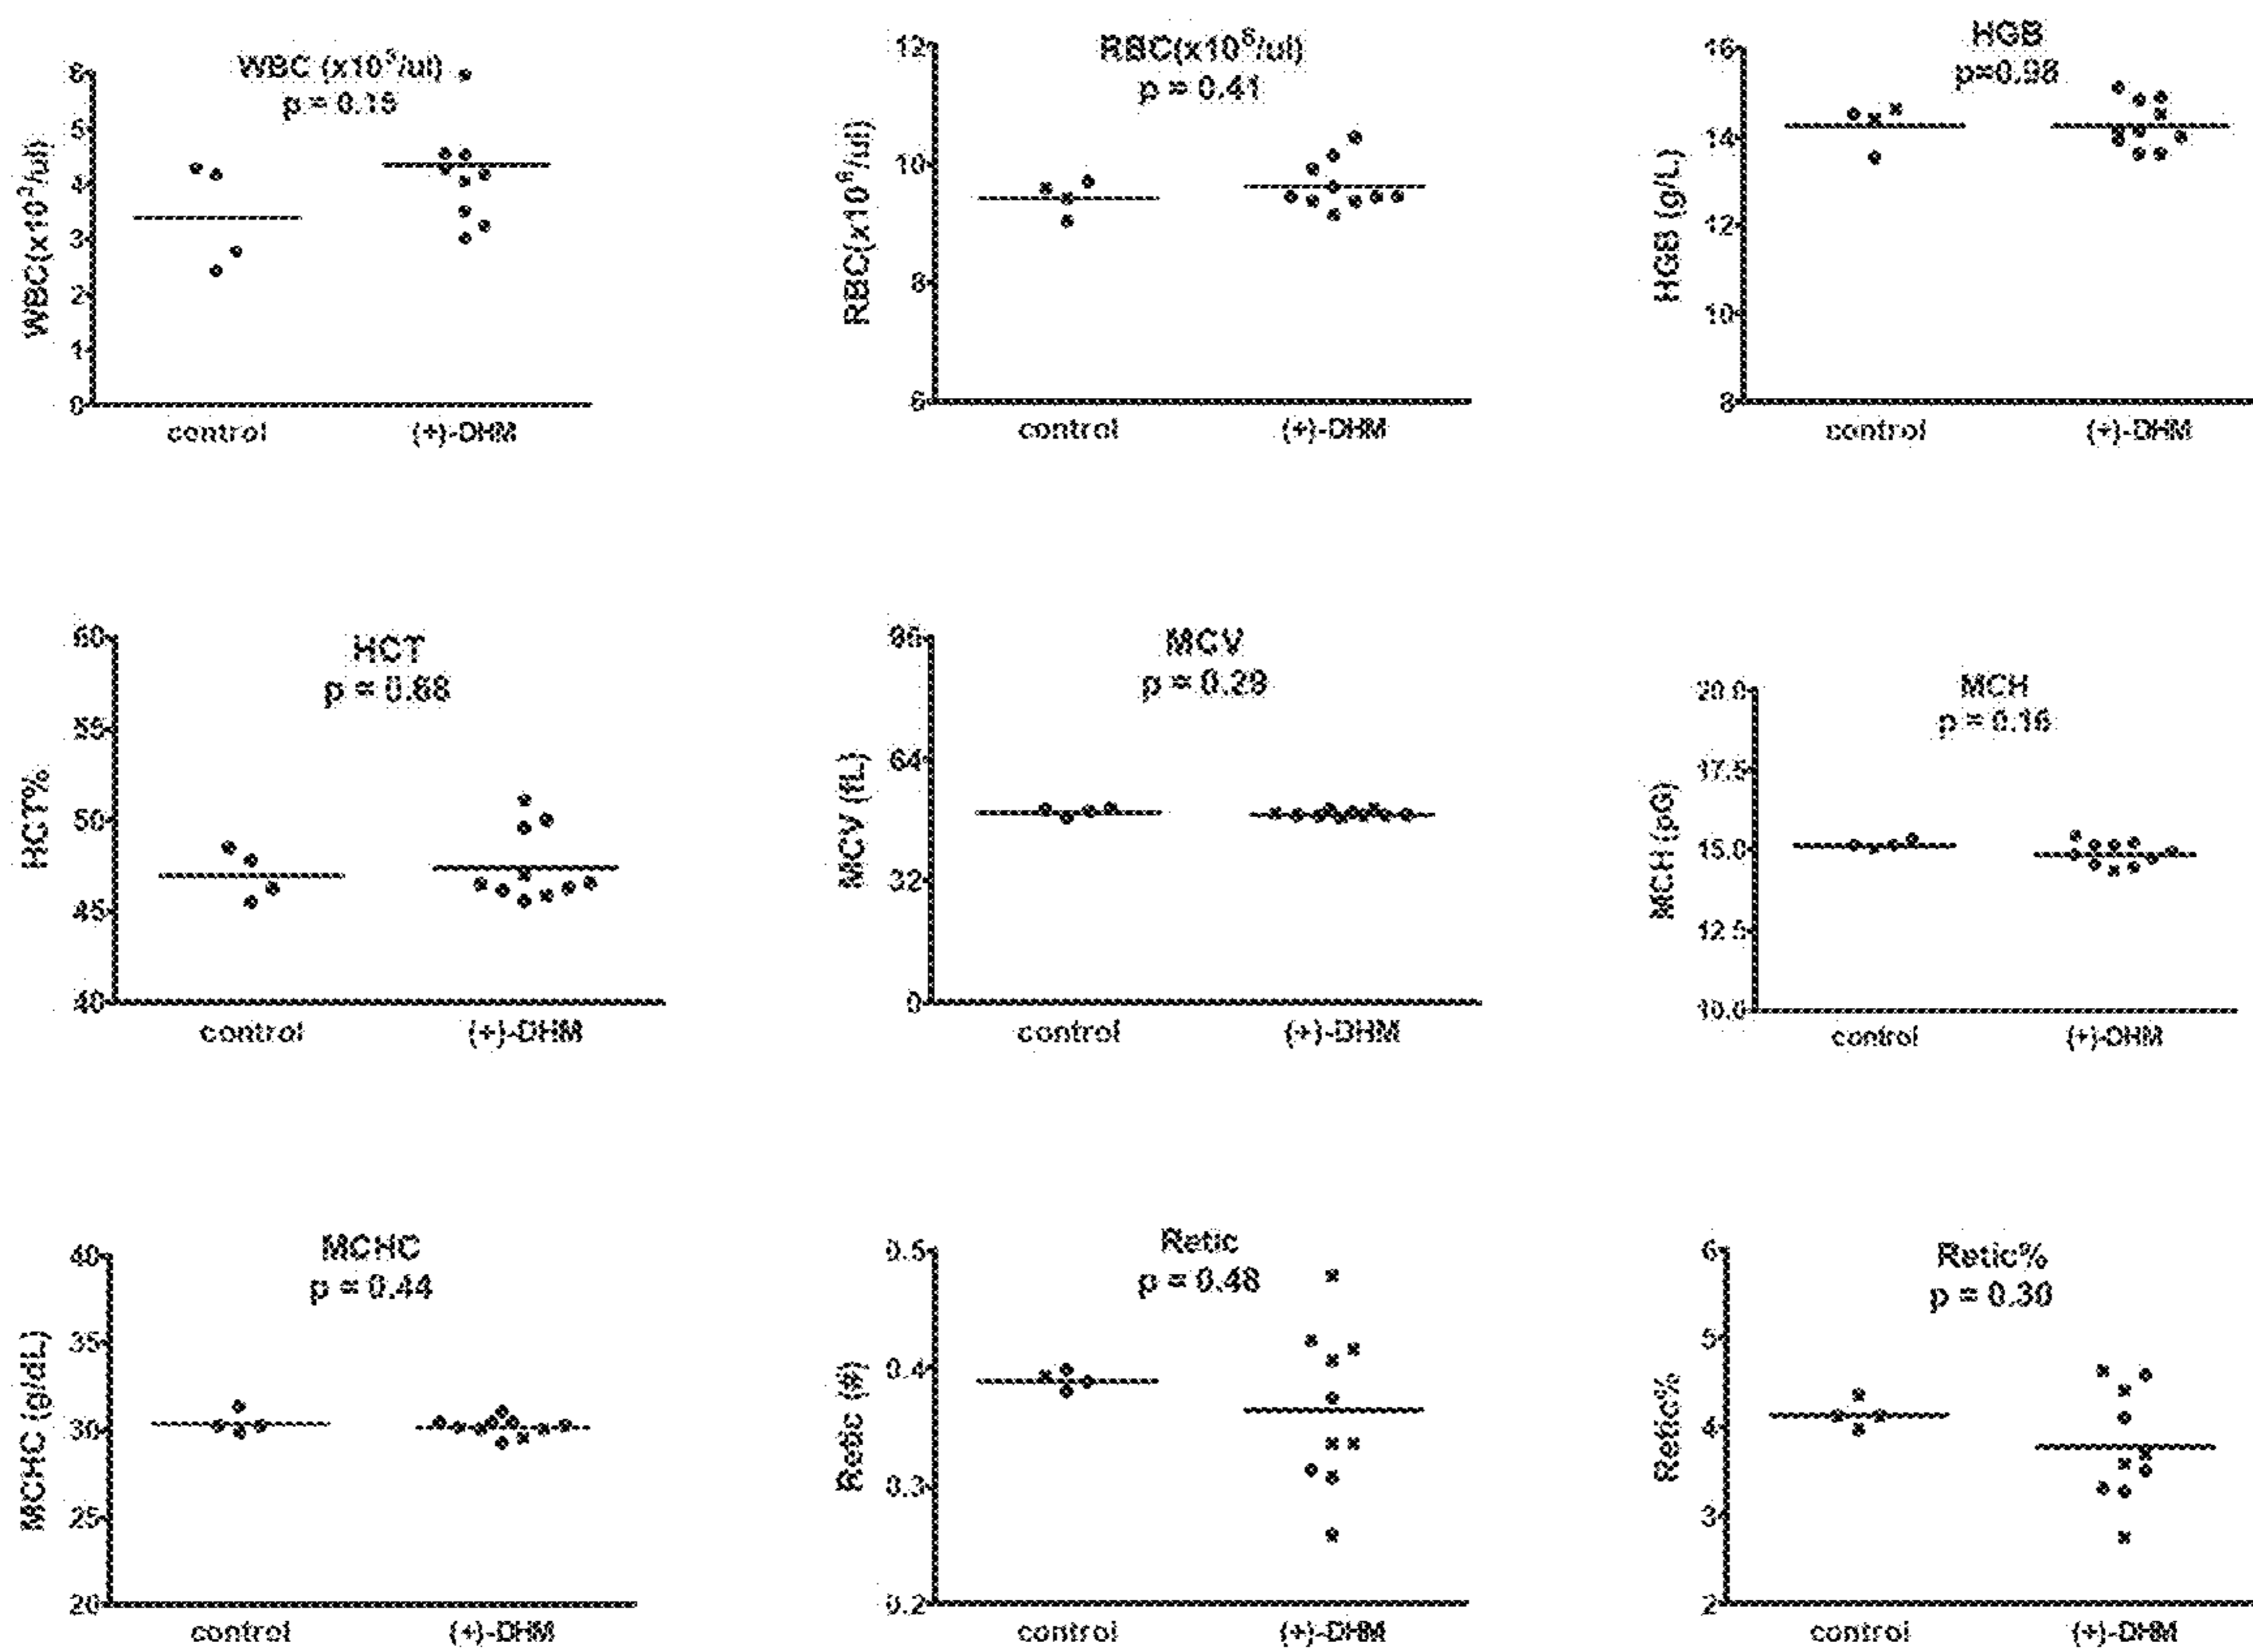 WBC (x10³/ul)
p = 0.15
WBC(x10³/ul)
6
5
4
3
2
1
0
control (+)-DHM
RBC(x10⁶/ul)
p = 0.41
RBC(x10⁶/ul)
12
10
8
6
control (+)-DHM
HGB
p=0.98
HGB (g/L)
16
14
12
10
8
control (+)-DHM
HCT
p = 0.68
HCT%
60
55
50
45
40
control (+)-DHM
MCV
p = 0.29
MCV (fL)
96
64
32
0
control (+)-DHM
MCH
p = 0.16
MCH (pG)
20.0
17.5
15.0
12.5
10.0
control (+)-DHM
MCHC
p = 0.44
MCHC (g/dL)
40
35
30
25
20
control (+)-DHM
Retic
p = 0.48
Retic (#)
0.5
0.4
0.3
0.2
control (+)-DHM
Retic%
p = 0.30
Retic%
6
5
4
3
2
control (+)-DHM